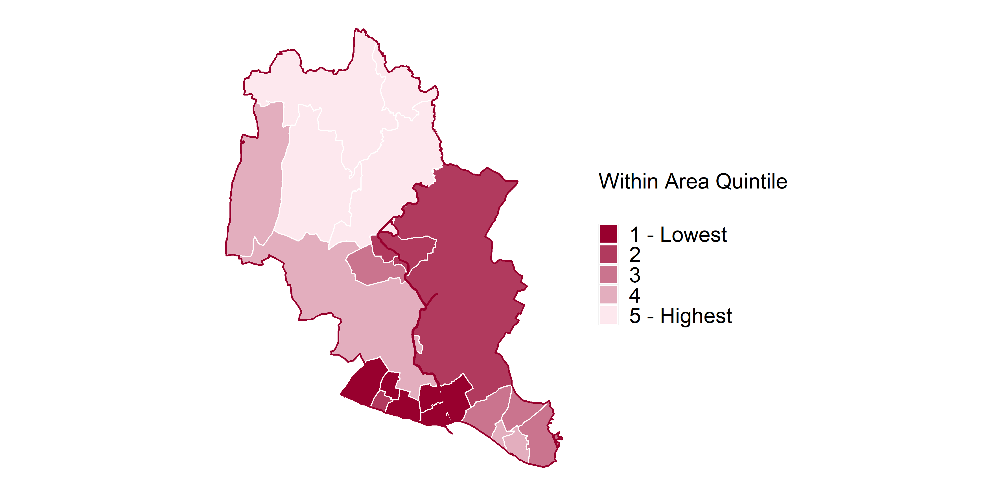 Within Area Quintile
1 - Lowest
2
3
4
5 - Highest